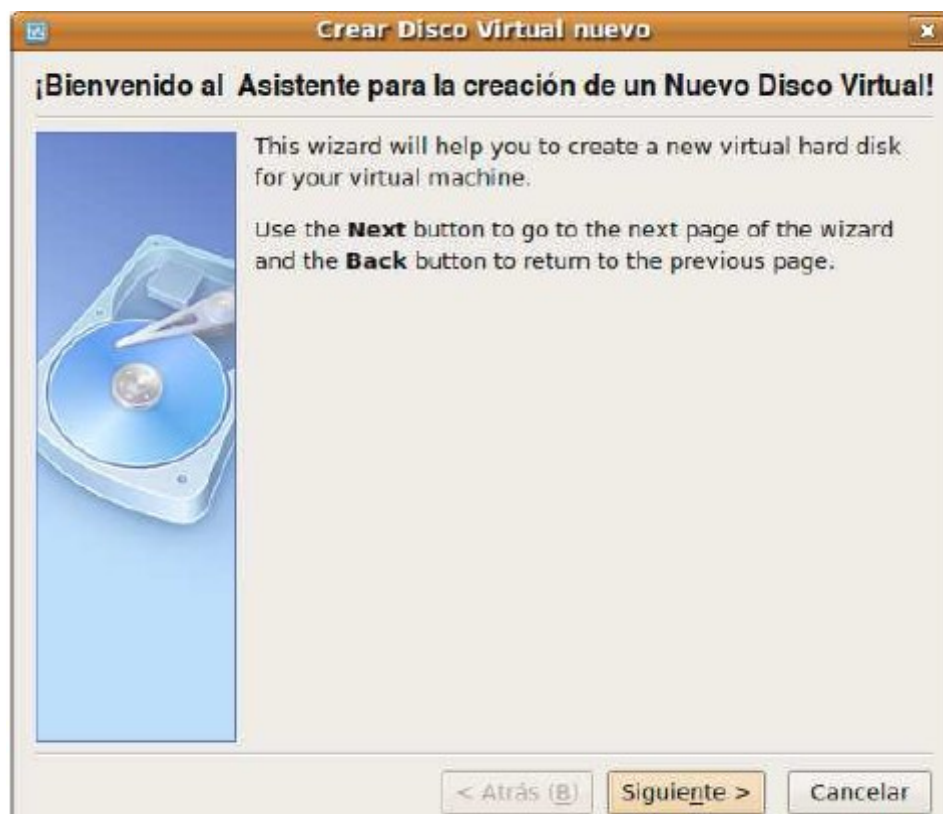 Crear Disco Virtual nuevo
¡Bienvenido al Asistente para la creación de un Nuevo Disco Virtual!
This wizard will help you to create a new virtual hard disk
for your virtual machine.
Use the Next button to go to the next page of the wizard
and the Back button to return to the previous page.
< Atrás (B)
Siguiente >
Cancelar